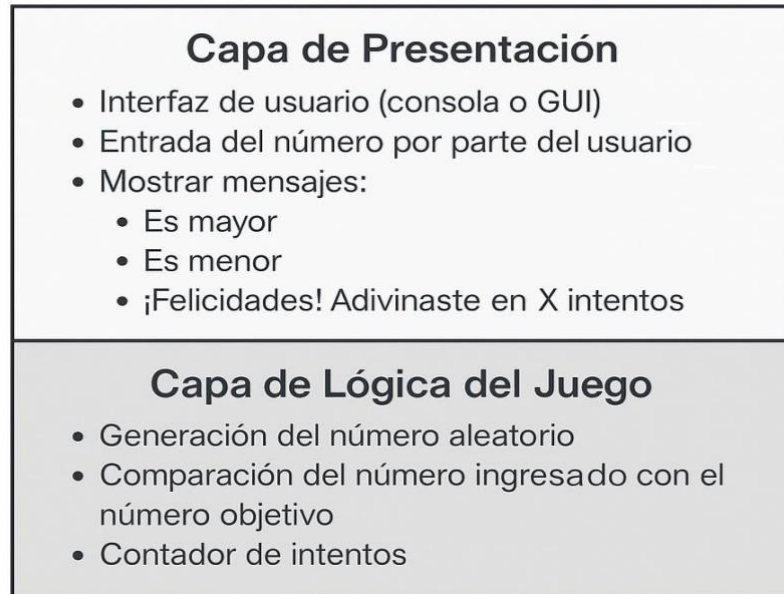 Capa de Presentación
• Interfaz de usuario (consola o GUI)
• Entrada del número por parte del usuario
• Mostrar mensajes:
• Es mayor
• Es menor
• ¡Felicidades! Adivinaste en X intentos
Capa de Lógica del Juego
• Generación del número aleatorio
• Comparación del número ingresado con el
número objetivo
• Contador de intentos